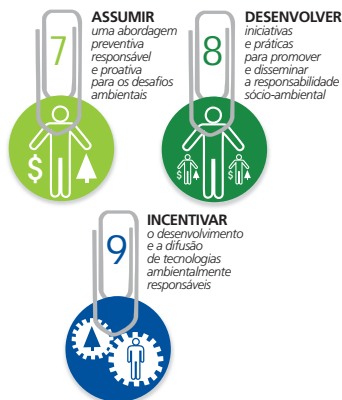 7
ASSUMIR
uma abordagem
preventiva
responsável
e proativa
para os desafios
ambientais
$
8
DESENVOLVER
iniciativas
e práticas
para promover
e disseminar
a responsabilidade
sócio-ambiental
$
$
9
INCENTIVAR
o desenvolvimento
e a difusão
de tecnologias
ambientalmente
responsáveis